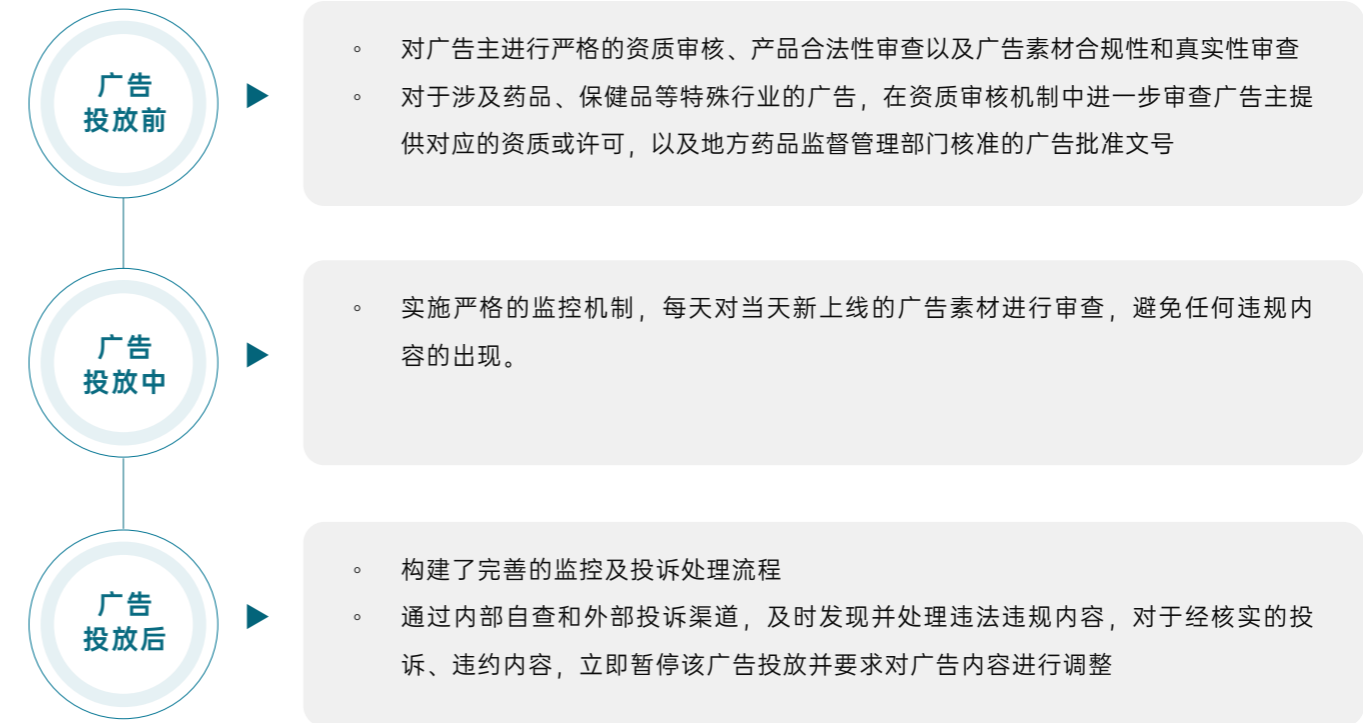 广告
投放前
◦ 对广告主进行严格的资质审核、产品合法性审查以及广告素材合规性和真实性审查
◦ 对于涉及药品、保健品等特殊行业的广告，在资质审核机制中进一步审查广告主提
供对应的资质或许可，以及地方药品监督管理部门核准的广告批准文号
广告
投放中
◦ 实施严格的监控机制，每天对当天新上线的广告素材进行审查，避免任何违规内
容的出现。
广告
投放后
◦ 构建了完善的监控及投诉处理流程
◦ 通过内部自查和外部投诉渠道，及时发现并处理违法违规内容，对于经核实的投
诉、违约内容，立即暂停该广告投放并要求对广告内容进行调整